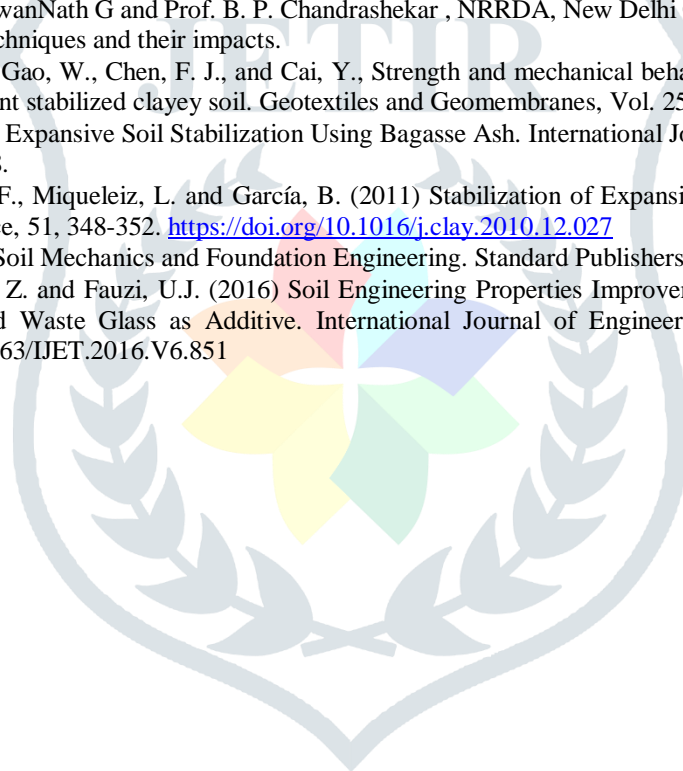 wanNath G and Prof. B. P. Chandrashekar , NRRDA, New Delhi
chniques and their impacts.
Gao, W., Chen, F. J., and Cai, Y., Strength and mechanical beha
nt stabilized clayey soil. Geotextiles and Geomembranes, Vol. 25
Expansive Soil Stabilization Using Bagasse Ash. International Jo
.
F., Miqueleiz, L. and García, B. (2011) Stabilization of Expansi
ce, 51, 348-352. https://doi.org/10.1016/j.clay.2010.12.027
Soil Mechanics and Foundation Engineering. Standard Publishers
Z. and Fauzi, U.J. (2016) Soil Engineering Properties Improver
d Waste Glass as Additive. International Journal of Engineer
63/IJET.2016.V6.851
JETIR